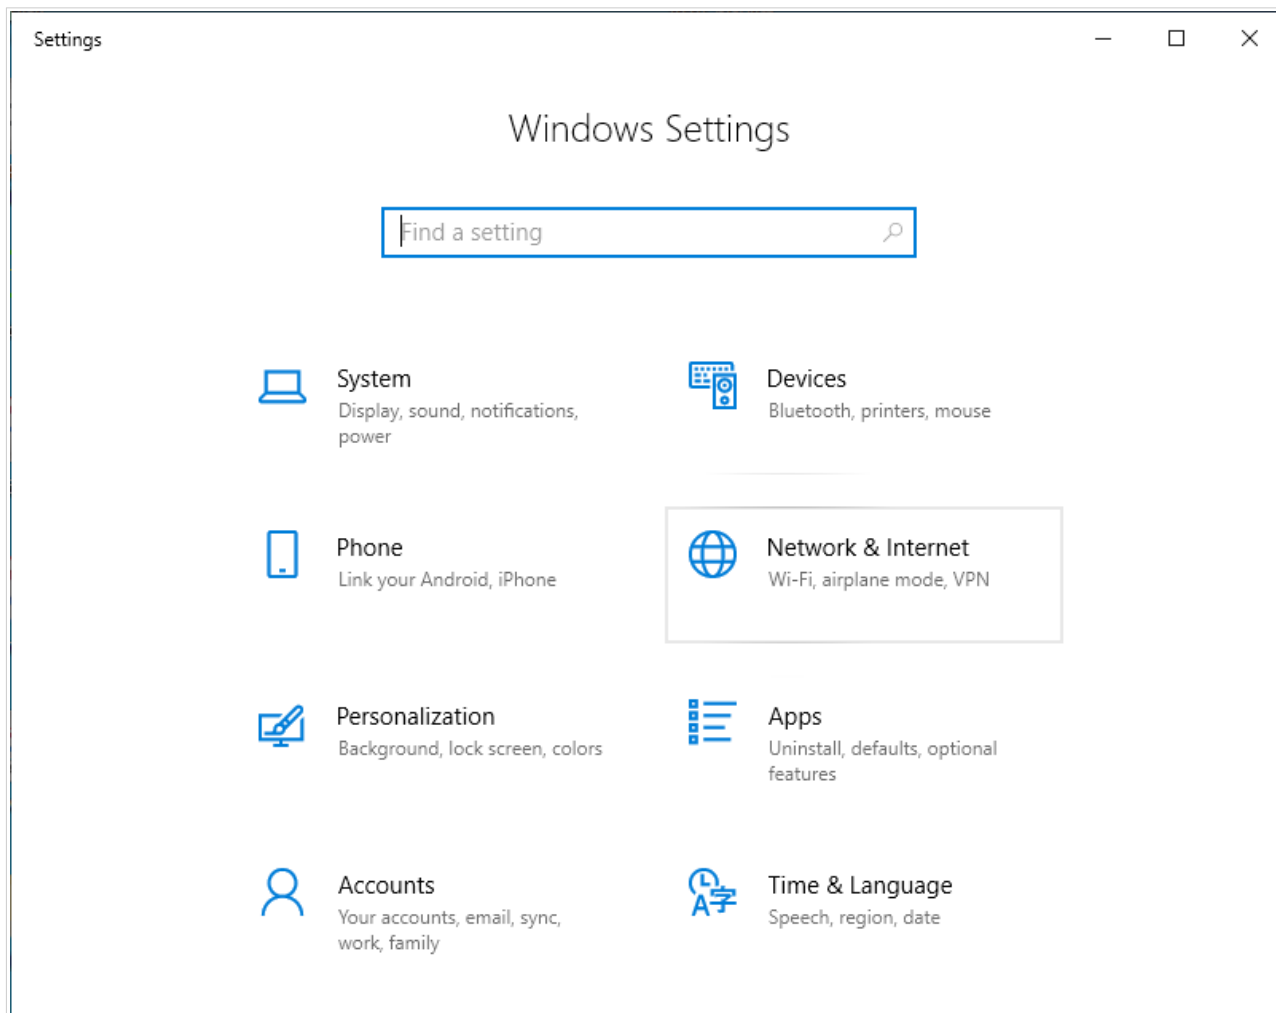 Settings
Windows Settings
Find a setting
System
Display, sound, notifications,
power
Devices
Bluetooth, printers, mouse
Phone
Link your Android, iPhone
Network & Internet
Wi-Fi, airplane mode, VPN
Personalization
Background, lock screen, colors
Apps
Uninstall, defaults, optional
features
Accounts
Your accounts, email, sync,
work, family
Time & Language
Speech, region, date